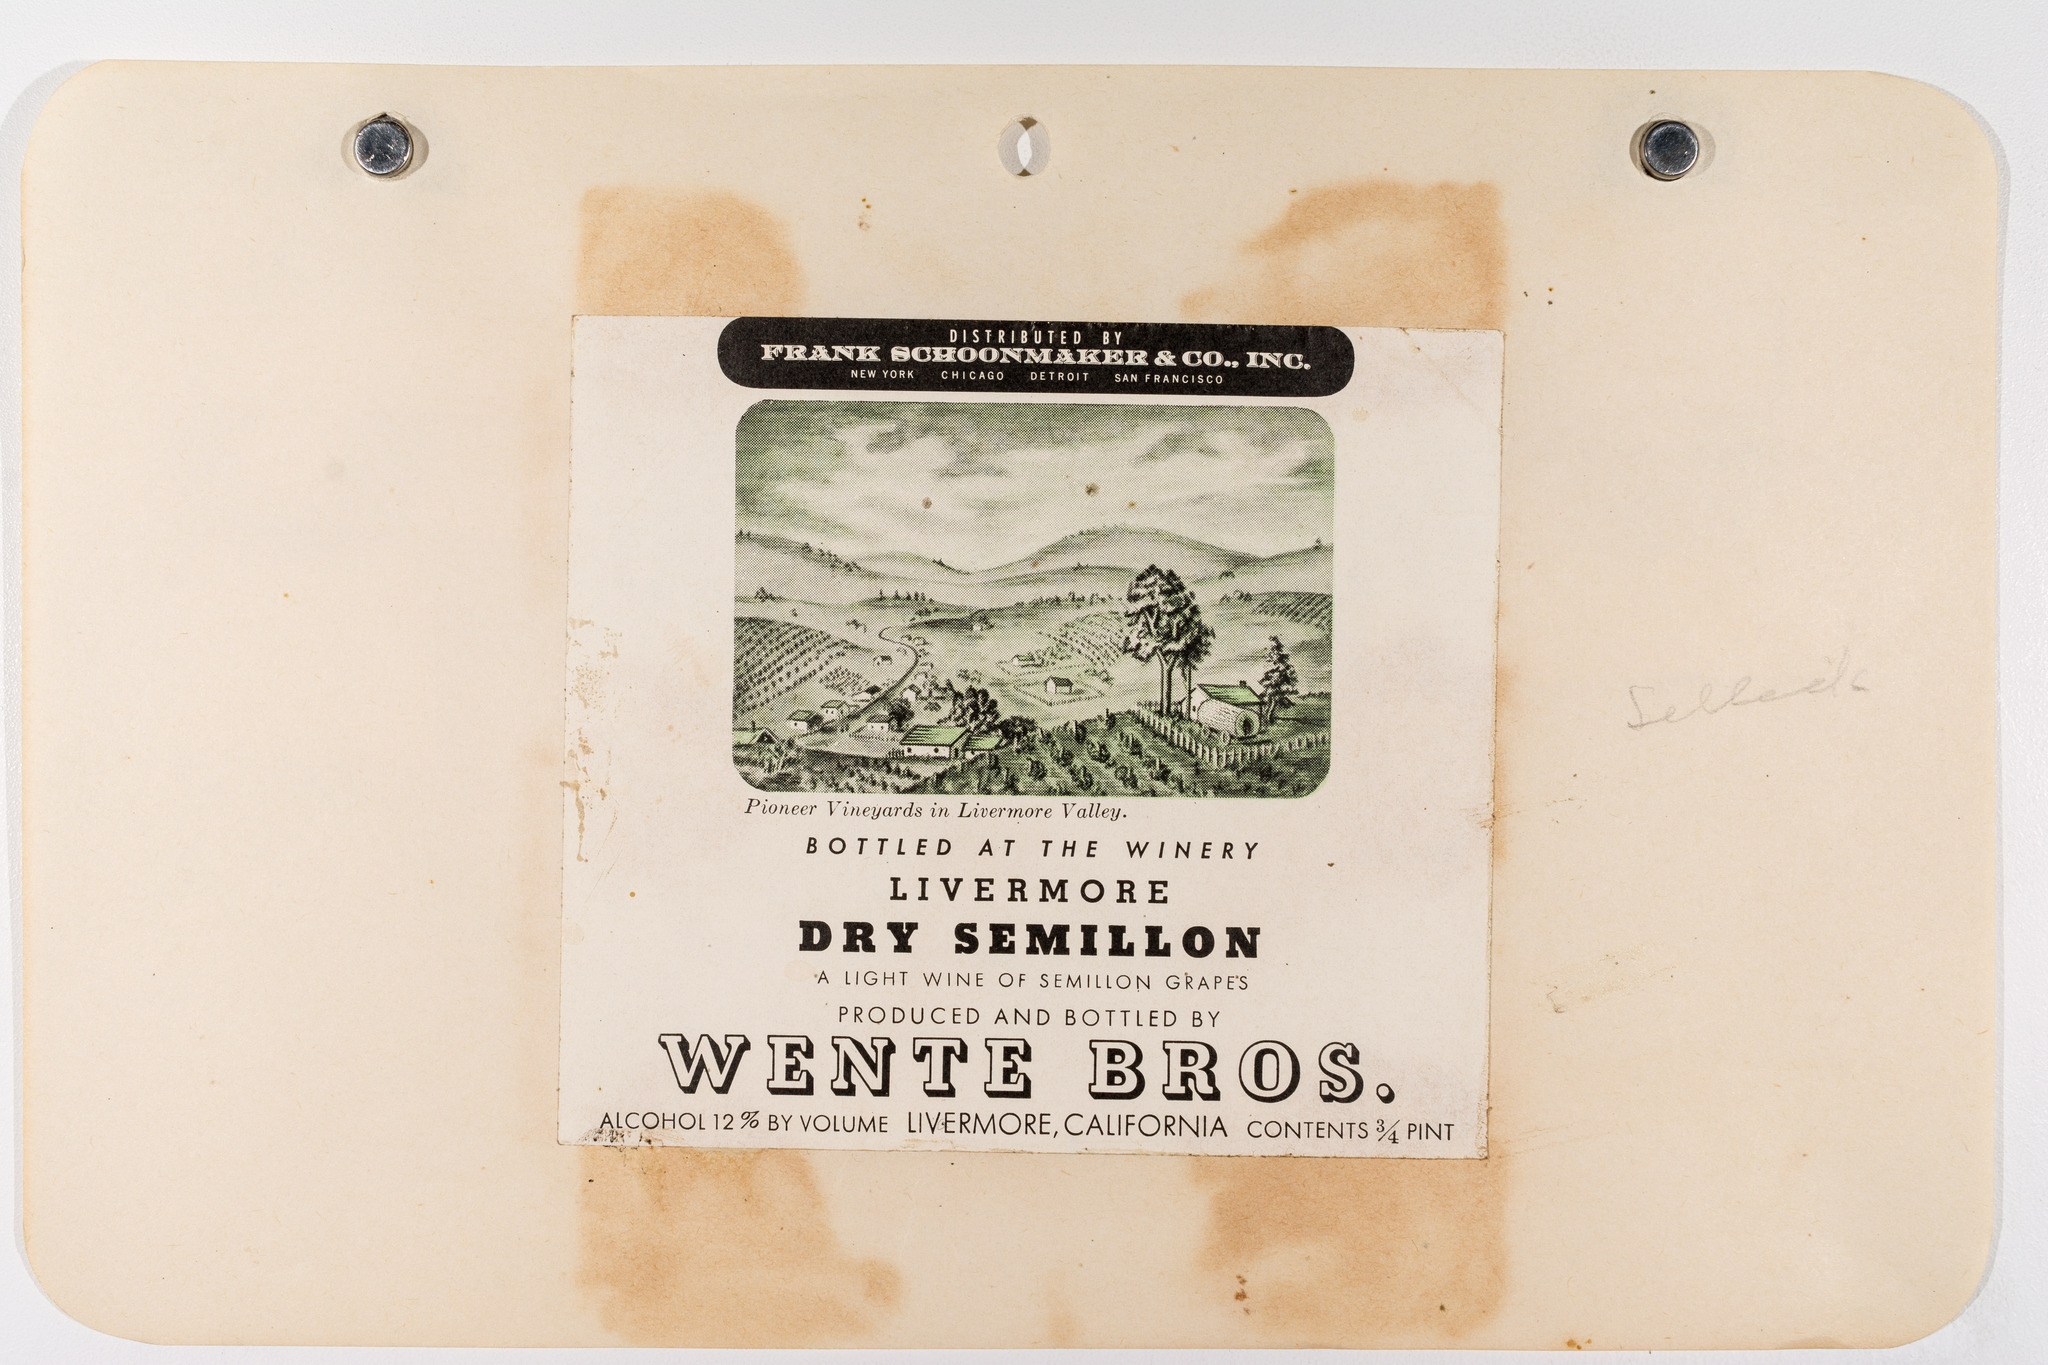 DISTRIBUTED BY
FRANK SCHOONMAKER & CO., INC.
NEW YORK CHICAGO DETROIT SAN FRANCISCO
Pioneer Vineyards in Livermore Valley.
BOTTLED AT THE WINERY
LIVERMORE
DRY SEMILLON
A LIGHT WINE OF SEMILLON GRAPES
PRODUCED AND BOTTLED BY
WENTE BROS.
ALCOHOL 12% BY VOLUME LIVERMORE, CALIFORNIA CONTENTS 3/4 PINT